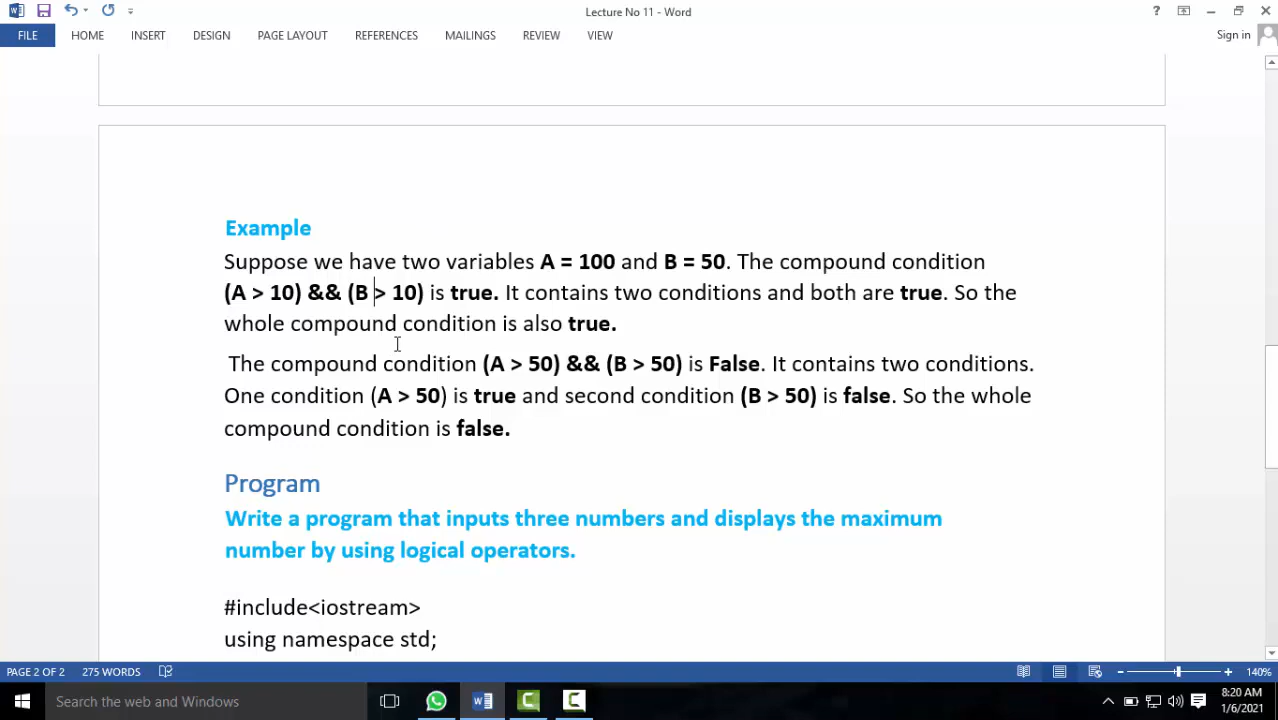 Lecture No 11 - Word
?
FILE HOME INSERT DESIGN PAGE LAYOUT REFERENCES MAILINGS REVIEW VIEW Sign in
Example
Suppose we have two variables A = 100 and B = 50. The compound condition
(A > 10) && (B > 10) is true. It contains two conditions and both are true. So the
whole compound condition is also true.
The compound condition (A > 50) && (B > 50) is False. It contains two conditions.
One condition (A > 50) is true and second condition (B > 50) is false. So the whole
compound condition is false.
Program
Write a program that inputs three numbers and displays the maximum
number by using logical operators.
#include<iostream>
using namespace std;
PAGE 2 OF 2 275 WORDS 140%
Search the web and Windows
8:20 AM
1/6/2021